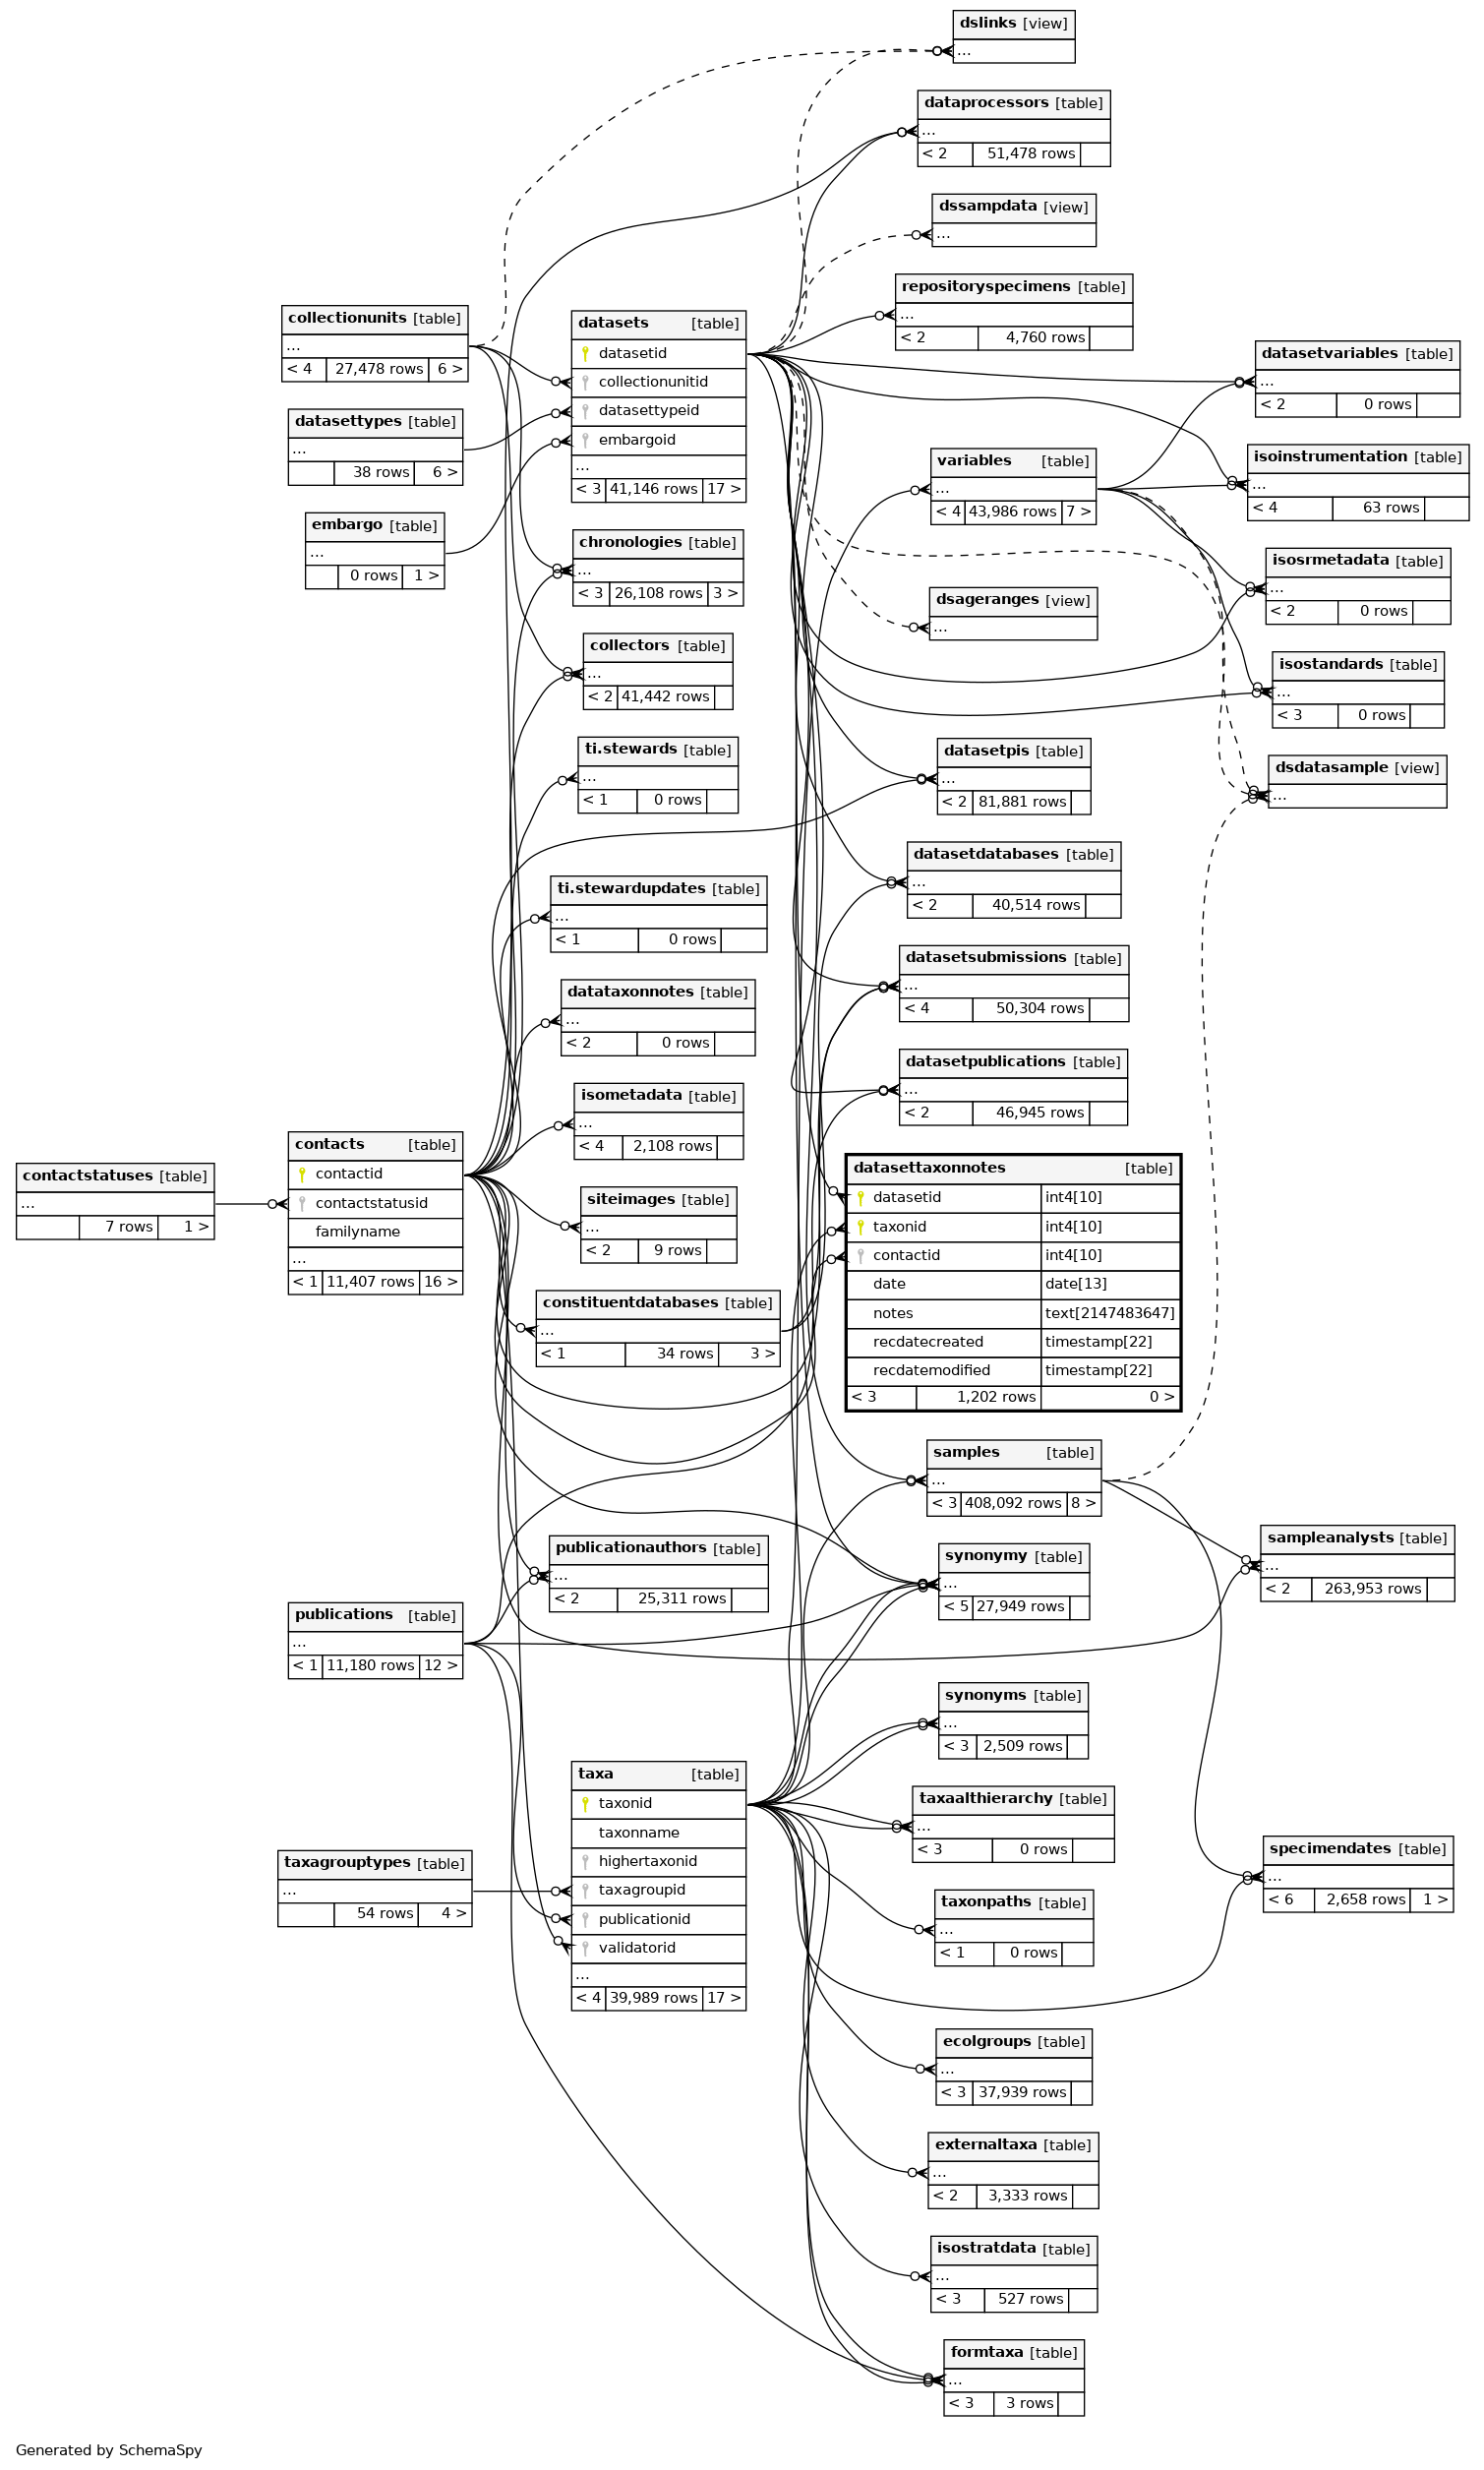 dslinks [view]
...
dataprocessors [table]
...
< 2 51,478 rows
dssampdata [view]
...
repositoryspecimens [table]
...
< 2 4,760 rows
collectionunits [table]
...
< 4 27,478 rows 6 >
datasets [table]
datasetid
collectionunitid
datasettypeid
embargoid
...
< 3 41,146 rows 17 >
datasetvariables [table]
...
< 2 0 rows
datasettypes [table]
...
38 rows 6 >
variables [table]
...
< 4 43,986 rows 7 >
isoinstrumentation [table]
...
< 4 63 rows
embargo [table]
...
0 rows 1 >
chronologies [table]
...
< 3 26,108 rows 3 >
isosrmetadata [table]
...
< 2 0 rows
dsageranges [view]
...
collectors [table]
...
< 2 41,442 rows
isostandards [table]
...
< 3 0 rows
ti.stewards [table]
...
< 1 0 rows
datasetpis [table]
...
< 2 81,881 rows
dsdatasample [view]
...
datasetdatabases [table]
...
< 2 40,514 rows
ti.stewardupdates [table]
...
< 1 0 rows
datasetsubmissions [table]
...
< 4 50,304 rows
datataxonnotes [table]
...
< 2 0 rows
datasetpublications [table]
...
< 2 46,945 rows
isometadata [table]
...
< 4 2,108 rows
contactstatuses [table]
...
7 rows 1 >
contacts [table]
contactid
contactstatusid
familyname
...
< 1 11,407 rows 16 >
siteimages [table]
...
< 2 9 rows
datasettaxonnotes [table]
datasetid int4[10]
taxonid int4[10]
contactid int4[10]
date date[13]
notes text[2147483647]
recdatecreated timestamp[22]
recdatemodified timestamp[22]
< 3 1,202 rows 0 >
constituentdatabases [table]
...
< 1 34 rows 3 >
samples [table]
...
< 3 408,092 rows 8 >
publicationauthors [table]
...
< 2 25,311 rows
synonymy [table]
...
< 5 27,949 rows
sampleanalysts [table]
...
< 2 263,953 rows
publications [table]
...
< 1 11,180 rows 12 >
synonyms [table]
...
< 3 2,509 rows
taxa [table]
taxonid
taxonname
highertaxonid
taxagroupid
publicationid
validatorid
...
< 4 39,989 rows 17 >
taxaalthierarchy [table]
...
< 3 0 rows
taxagrouptypes [table]
...
54 rows 4 >
specimendates [table]
...
< 6 2,658 rows 1 >
taxonpaths [table]
...
< 1 0 rows
ecolgroups [table]
...
< 3 37,939 rows
externaltaxa [table]
...
< 2 3,333 rows
isostratdata [table]
...
< 3 527 rows
formtaxa [table]
...
< 3 3 rows
Generated by SchemaSpy